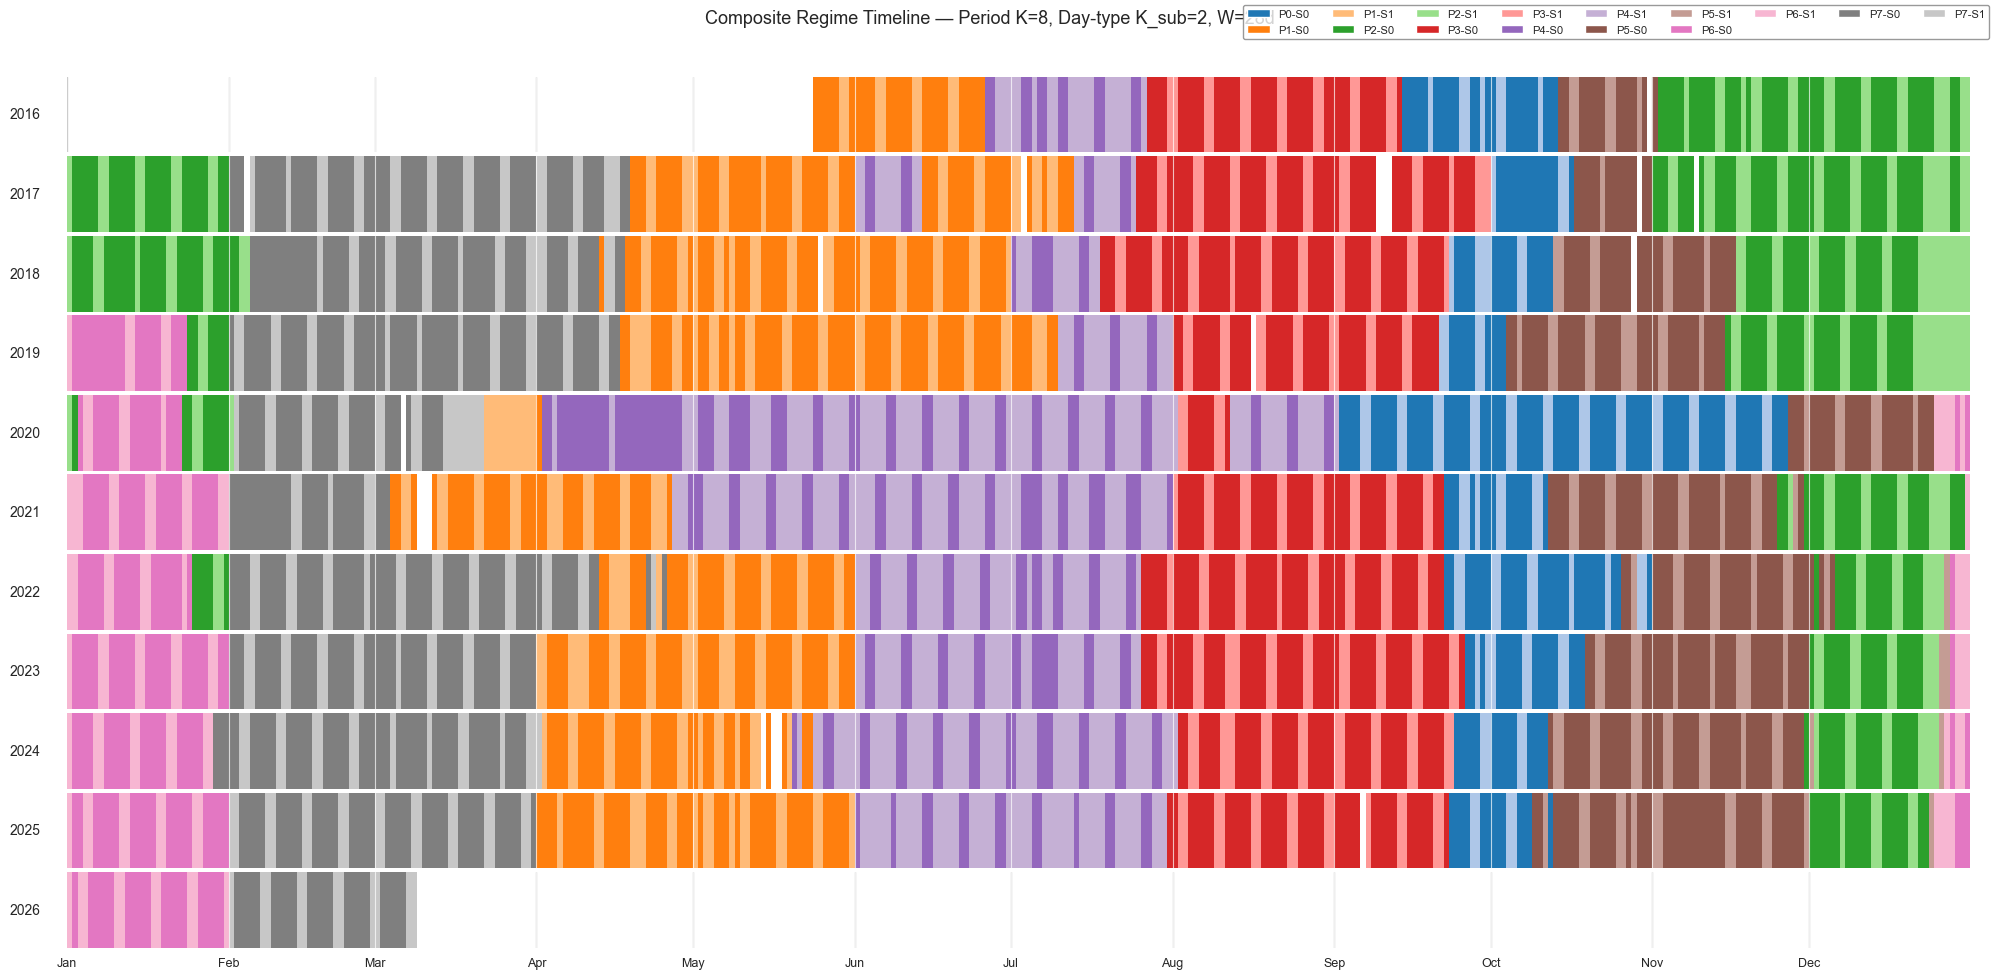 Composite Regime Timeline — Period K=8, Day-type K_sub=2, W=28d
P0-S0 P1-S1 P2-S1 P3-S1 P4-S1 P5-S1 P6-S1 P7-S0 P7-S1
P1-S0 P2-S0 P3-S0 P4-S0 P5-S0 P6-S0
2016
2017
2018
2019
2020
2021
2022
2023
2024
2025
2026
Jan Feb Mar Apr May Jun Jul Aug Sep Oct Nov Dec